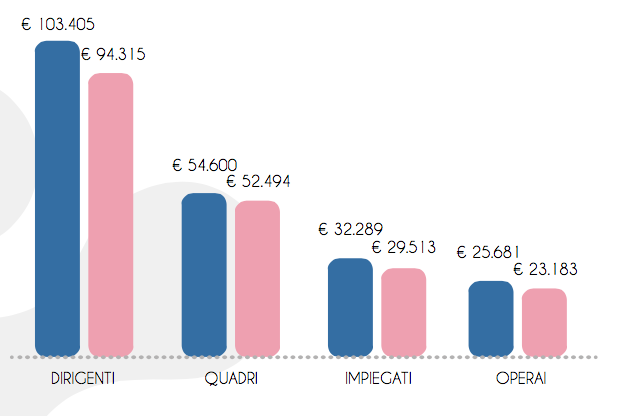 € 103.405
€ 94.315
€ 54.600
€ 52.494
€ 32.289
€ 29.513
€ 25.681
€ 23.183
DIRIGENTI
QUADRI
IMPIEGATI
OPERAI